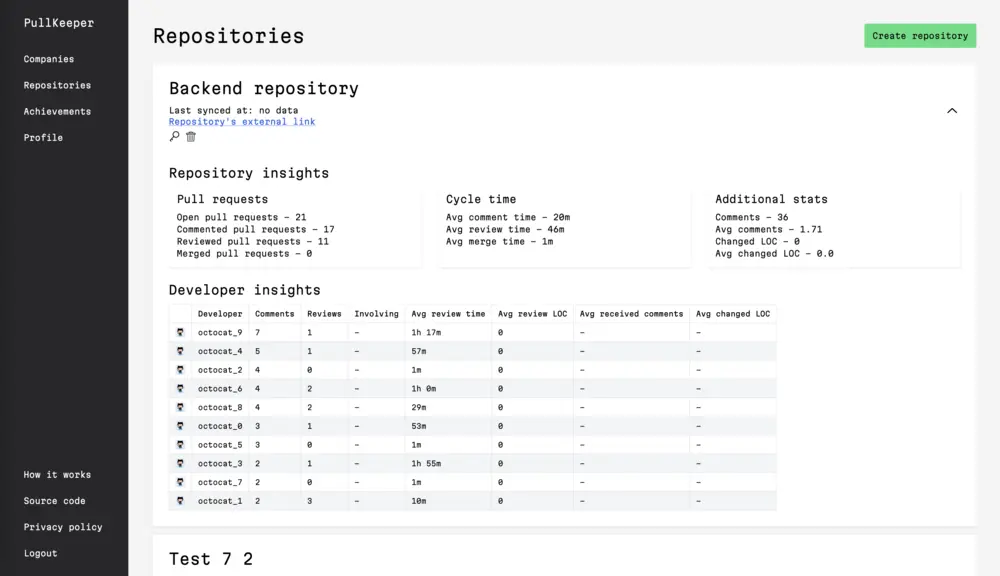 PullKeeper
Companies
Repositories
Achievements
Profile
How it works
Source code
Privacy policy
Logout
Repositories
Create repository
Backend repository
Last synced at: no data
Repository's external link
Repository insights
Pull requests
Open pull requests – 21
Commented pull requests – 17
Reviewed pull requests – 11
Merged pull requests – 0
Cycle time
Avg comment time – 20m
Avg review time – 46m
Avg merge time – 1m
Additional stats
Comments – 36
Avg comments – 1.71
Changed LOC – 0
Avg changed LOC – 0.0
Developer insights
Developer Comments Reviews Involving Avg review time Avg review LOC Avg received comments Avg changed LOC
octocat_9 7 1 – 1h 17m 0 – –
octocat_4 5 1 – 57m 0 – –
octocat_2 4 0 – 1m 0 – –
octocat_6 4 2 – 1h 0m 0 – –
octocat_8 4 2 – 29m 0 – –
octocat_0 3 1 – 53m 0 – –
octocat_5 3 0 – 1m 0 – –
octocat_3 2 1 – 1h 55m 0 – –
octocat_7 2 0 – 1m 0 – –
octocat_1 2 3 – 10m 0 – –
Test 7 2